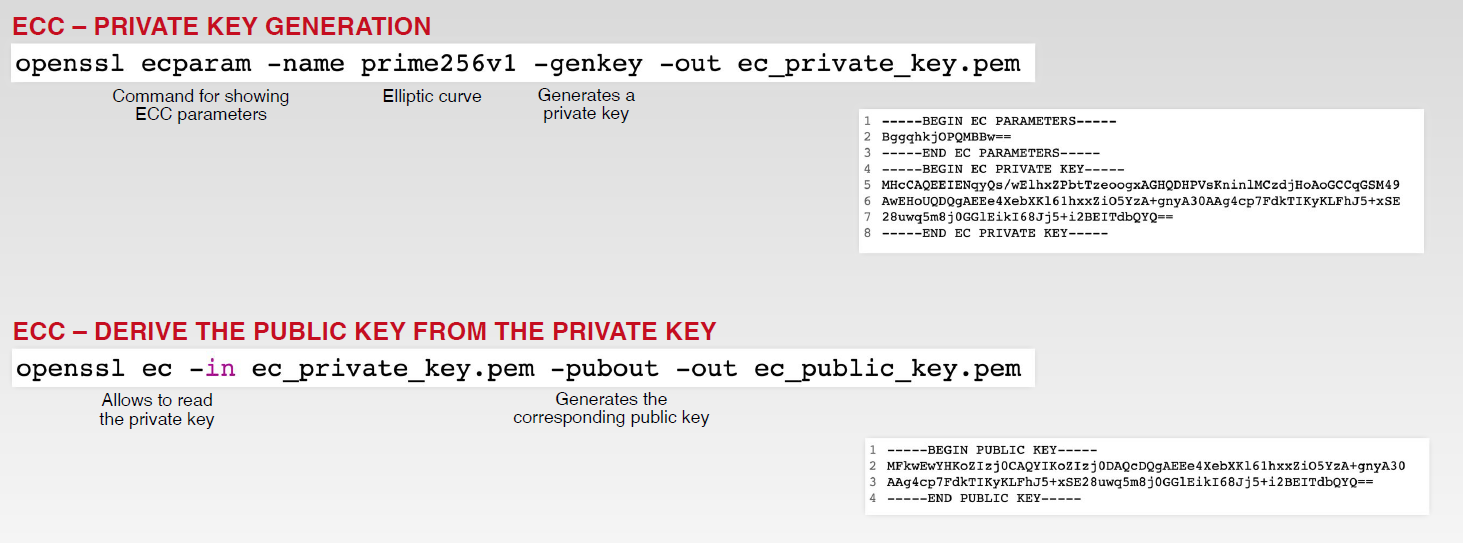 ECC – PRIVATE KEY GENERATION
openssl ecparam -name prime256v1 -genkey -out ec_private_key.pem
Command for showing
ECC parameters
Elliptic curve
Generates a
private key
1 -----BEGIN EC PARAMETERS-----
2 BggqhkjOPQMBBw==
3 -----END EC PARAMETERS-----
4 -----BEGIN EC PRIVATE KEY-----
5 MHcCAQEEIENqyQs/wElhxZPbtTzeoogxAGHQDHPVsKninlMCzdjHoAoGCCqGSM49
6 AwEHoUQDQgAEEe4XebXKl61hxxZiO5YzA+gnyA30AAg4cp7FdkTIKyKLFhJ5+xSE
7 28uwq5m8j0GGlEikI68Jj5+i2BEITdbQYQ==
8 -----END EC PRIVATE KEY-----
ECC – DERIVE THE PUBLIC KEY FROM THE PRIVATE KEY
openssl ec -in ec_private_key.pem -pubout -out ec_public_key.pem
Allows to read
the private key
Generates the
corresponding public key
1 -----BEGIN PUBLIC KEY-----
2 MFkwEwYHKoZIzj0CAQYIKoZIzj0DAQcDQgAEEe4XebXKl61hxxZiO5YzA+gnyA30
3 AAg4cp7FdkTIKyKLFhJ5+xSE28uwq5m8j0GGlEikI68Jj5+i2BEITdbQYQ==
4 -----END PUBLIC KEY-----